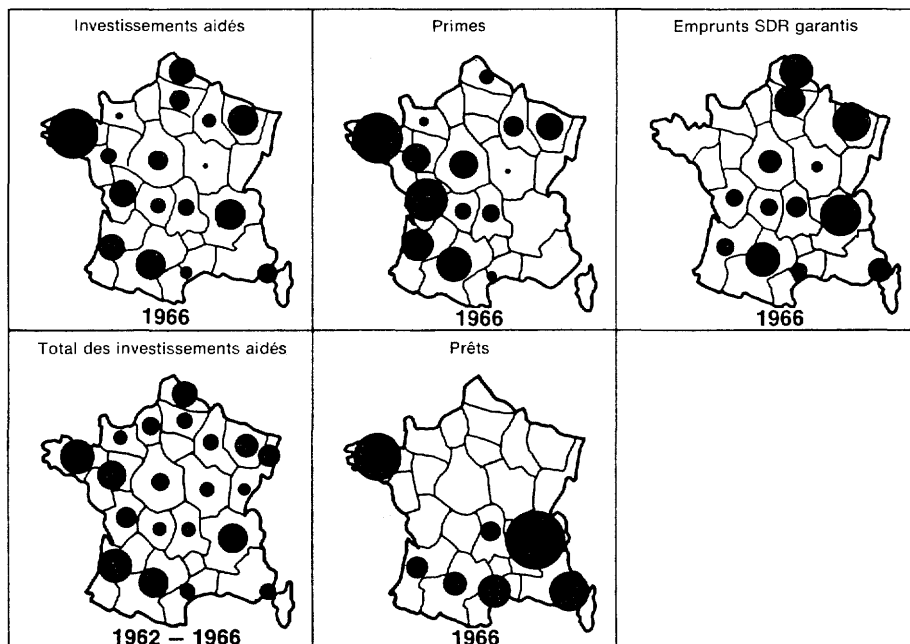 Investissements aidés
Primes
Emprunts SDR garantis
1966
1966
1966
Total des investissements aidés
Prêts
1962 – 1966
1966